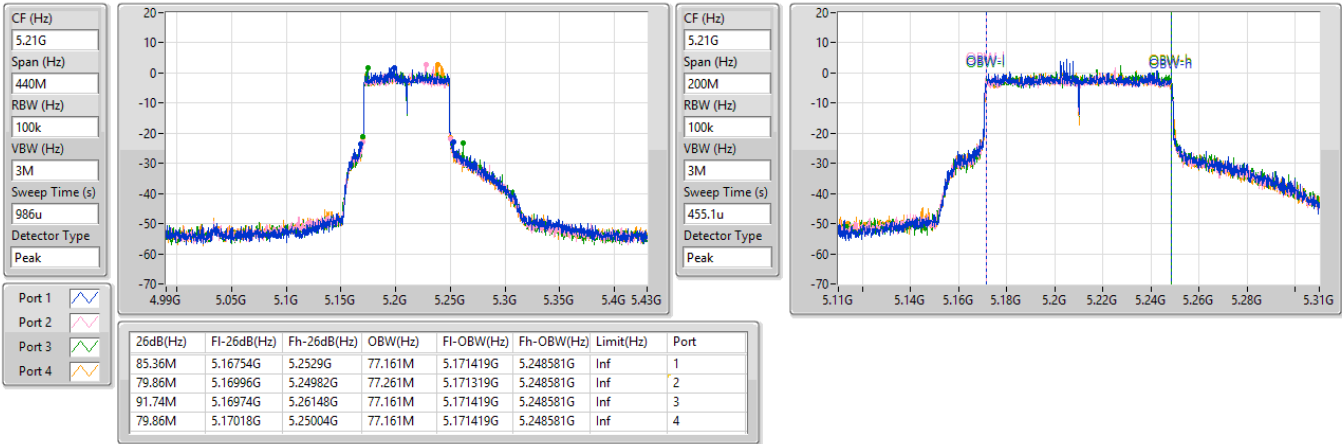 CF (Hz)
5.21G
Span (Hz)
440M
RBW (Hz)
100k
VBW (Hz)
3M
Sweep Time (s)
986u
Detector Type
Peak
20
10
0
-10
-20
-30
-40
-50
-60
-70
4.99G 5.05G 5.1G 5.15G 5.2G 5.25G 5.3G 5.35G 5.4G 5.43G
CF (Hz)
5.21G
Span (Hz)
200M
RBW (Hz)
100k
VBW (Hz)
3M
Sweep Time (s)
455.1u
Detector Type
Peak
20
10
0
-10
-20
-30
-40
-50
-60
-70
OBW-l OBW-h
5.11G 5.14G 5.16G 5.18G 5.2G 5.22G 5.24G 5.26G 5.28G 5.31G
Port 1
Port 2
Port 3
Port 4
26dB(Hz) Fl-26dB(Hz) Fh-26dB(Hz) OBW(Hz) Fl-OBW(Hz) Fh-OBW(Hz) Limit(Hz) Port
85.36M 5.16754G 5.2529G 77.161M 5.171419G 5.248581G Inf 1
79.86M 5.16996G 5.24982G 77.261M 5.171319G 5.248581G Inf 2
91.74M 5.16974G 5.26148G 77.161M 5.171419G 5.248581G Inf 3
79.86M 5.17018G 5.25004G 77.161M 5.171419G 5.248581G Inf 4